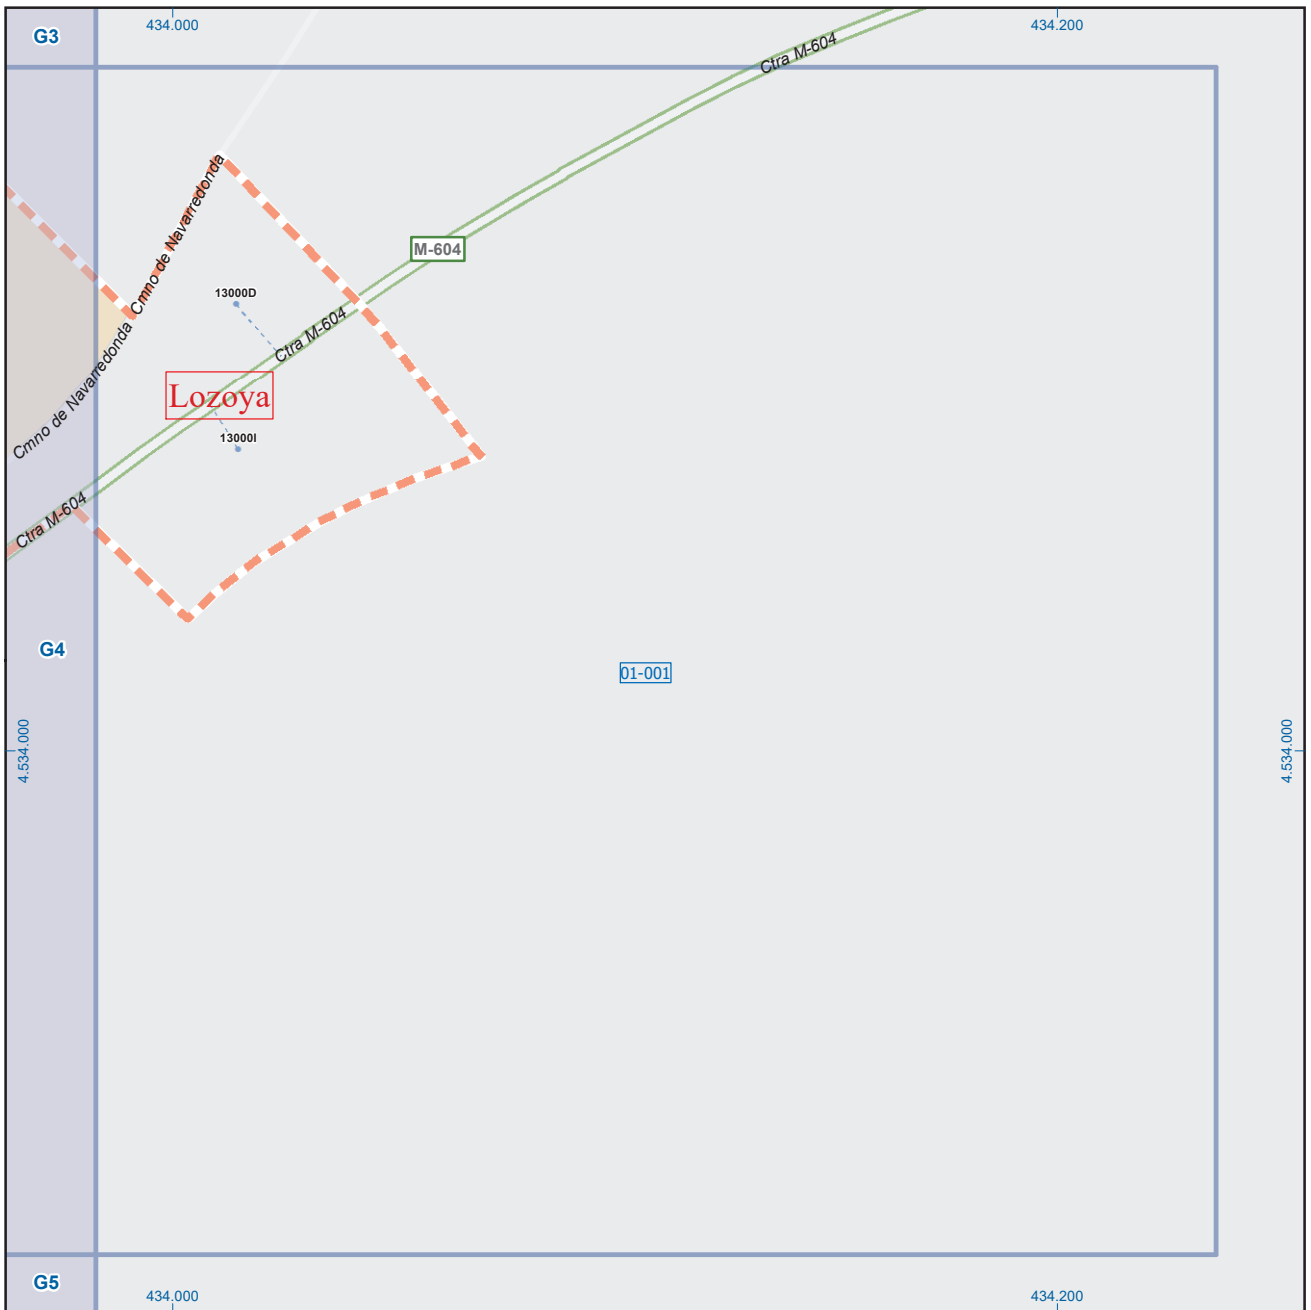 G3
434.000
434.200
Ctra M-604
Cmno de Navarredonda
M-604
13000D
Ctra M-604
Cmno de Navarredonda
Lozoya
13000I
Ctra M-604
G4
01-001
4.534.000
4.534.000
G5
434.000
434.200